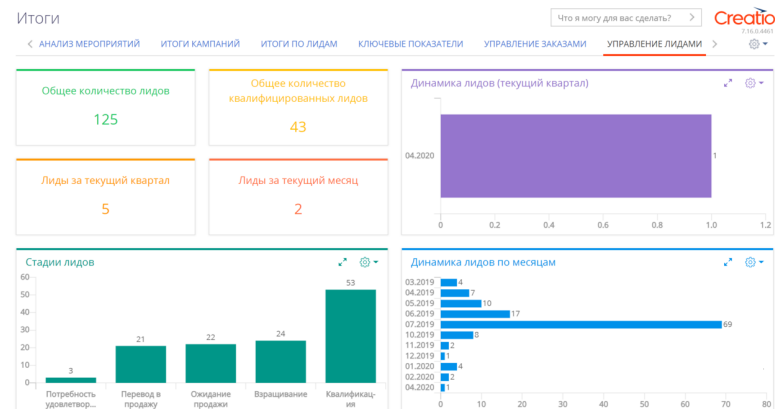 Итоги
Что я могу для вас сделать?
Creatio
7.16.0.4461
АНАЛИЗ МЕРОПРИЯТИЙ
ИТОГИ КАМПАНИЙ
ИТОГИ ПО ЛИДАМ
КЛЮЧЕВЫЕ ПОКАЗАТЕЛИ
УПРАВЛЕНИЕ ЗАКАЗАМИ
УПРАВЛЕНИЕ ЛИДАМИ
Общее количество лидов
125
Общее количество
квалифицированных лидов
43
Лиды за текущий квартал
5
Лиды за текущий месяц
2
Динамика лидов (текущий квартал)
04.2020
1
0 0.2 0.4 0.6 0.8 1.0 1.2
Стадии лидов
60
50
40
30
20
10
0
3
21
22
24
53
Потребность
удовлетвор...
Перевод в
продажу
Ожидание
продажи
Взращивание
Квалификац-
ия
Динамика лидов по месяцам
03.2019 4
04.2019 7
05.2019 10
06.2019 17
07.2019 69
10.2019 8
11.2019 2
12.2019 1
01.2020 4
02.2020 2
04.2020 1
0 10 20 30 40 50 60 70 80